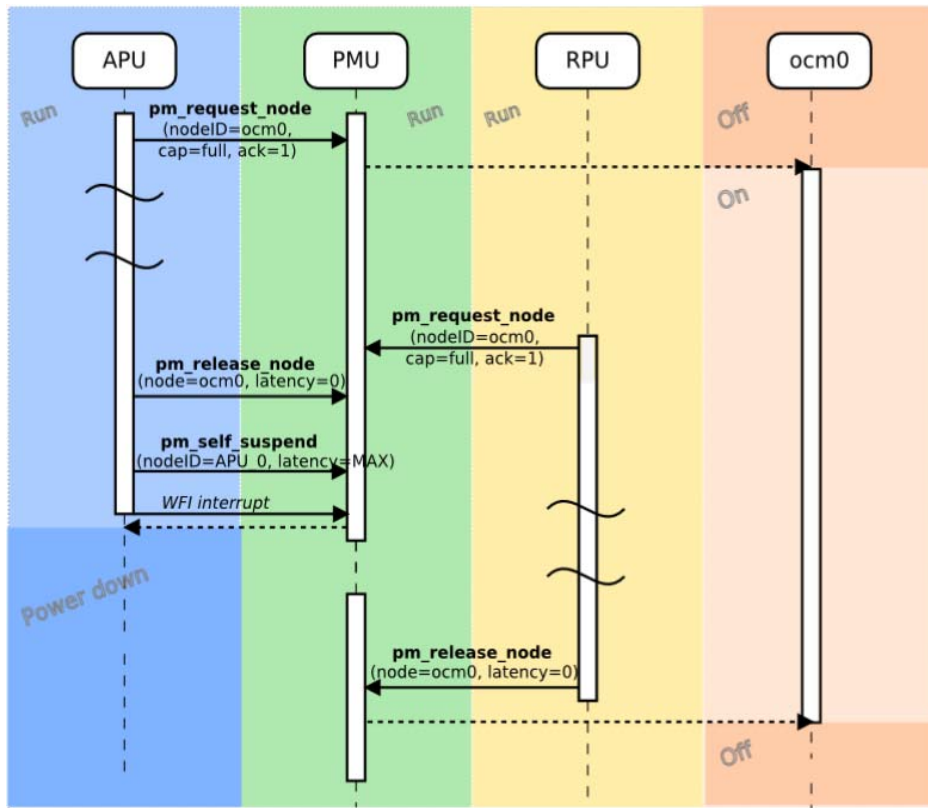 APU
PMU
RPU
ocm0
Run
pm_request_node
(nodeID=ocm0,
cap=full, ack=1)
Run
Run
Off
On
pm_request_node
(nodeID=ocm0,
cap=full, ack=1)
pm_release_node
(node=ocm0, latency=0)
pm_self_suspend
(nodeID=APU_0, latency=MAX)
WFI interrupt
Power down
pm_release_node
(node=ocm0, latency=0)
Off